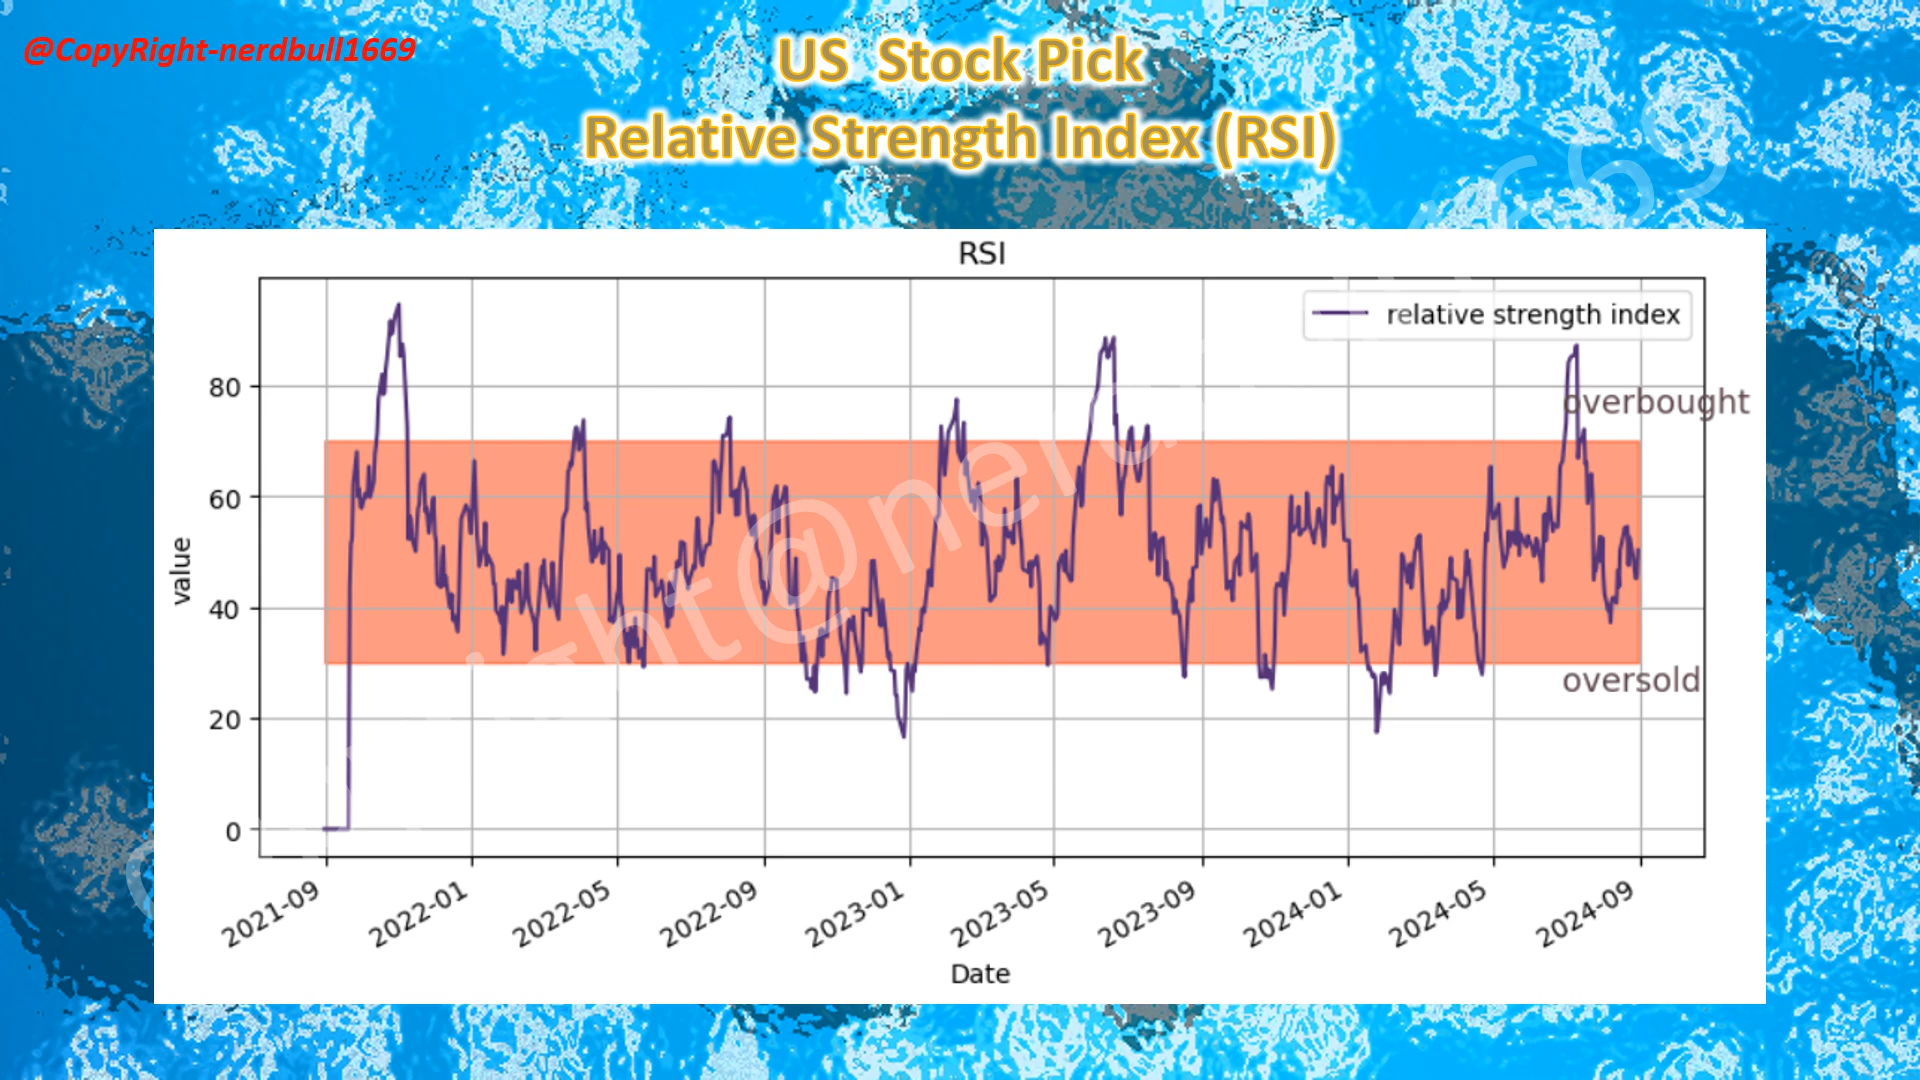 @CopyRight-nerdbull1669
US Stock Pick
Relative Strength Index (RSI)
RSI
relative strength index
80
60
40
20
0
value
overbought
oversold
2021-09
2022-01
2022-05
2022-09
2023-01
2023-05
2023-09
2024-01
2024-05
2024-09
Date